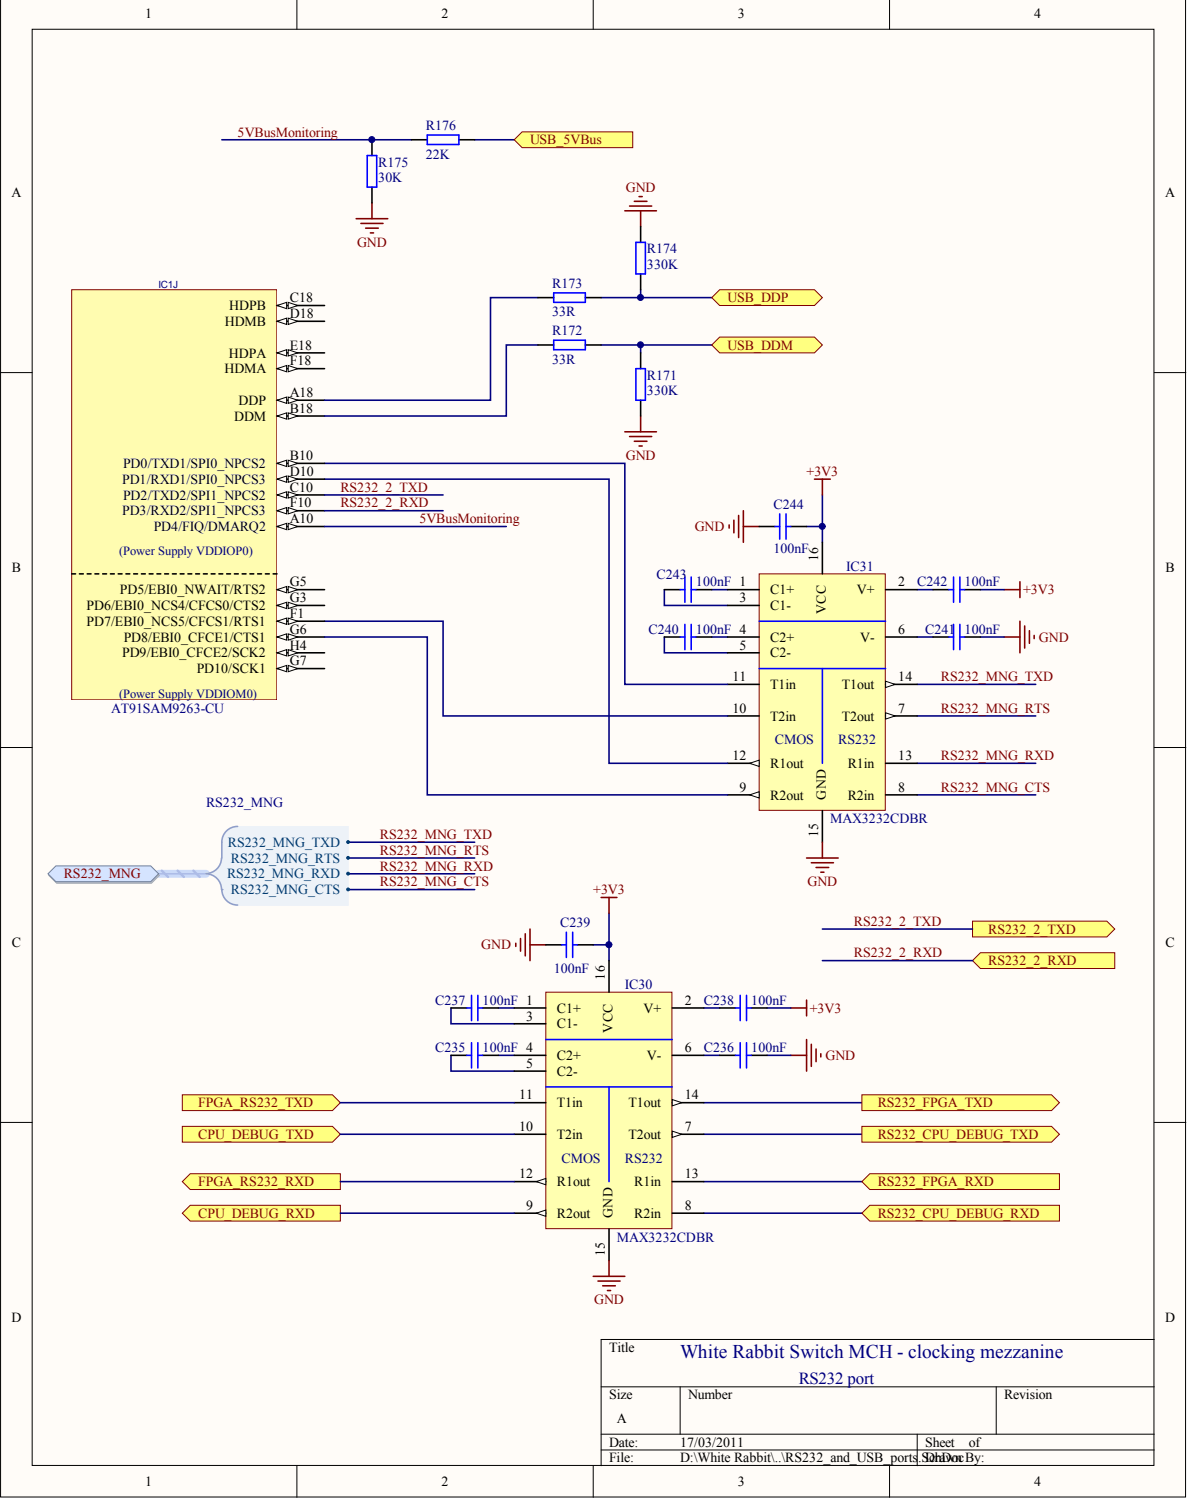 1 2 3 4
5VBusMonitoring
R176
22K
USB_5VBus
R175
30K
GND
A
A
GND
R174
330K
IC1J
HDPB C18
HDMB D18
HDPA E18
HDMA F18
DDP A18
DDM B18
R173
33R
USB_DDP
R172
33R
USB_DDM
R171
330K
GND
PD0/TXD1/SPI0_NPCS2 B10
PD1/RXD1/SPI0_NPCS3 D10
PD2/TXD2/SPI1_NPCS2 C10 RS232_2_TXD
PD3/RXD2/SPI1_NPCS3 F10 RS232_2_RXD
PD4/FIQ/DMARQ2 A10 5VBusMonitoring
(Power Supply VDDIOP0)
B
B
PD5/EBI0_NWAIT/RTS2 G5
PD6/EBI0_NCS4/CFCS0/CTS2 G3
PD7/EBI0_NCS5/CFCS1/RTS1 F1
PD8/EBI0_CFCE1/CTS1 G6
PD9/EBI0_CFCE2/SCK2 H4
PD10/SCK1 G7
(Power Supply VDDIOM0)
AT91SAM9263-CU
+3V3
C244
GND
100nF
16
IC31
C243 100nF 1 C1+ VCC V+ 2 C242 100nF +3V3
3 C1-
C240 100nF 4 C2+ V- 6 C241 100nF GND
5 C2-
11 T1in T1out 14 RS232_MNG_TXD
10 T2in T2out 7 RS232_MNG_RTS
CMOS RS232
12 R1out R1in 13 RS232_MNG_RXD
9 R2out GND R2in 8 RS232_MNG_CTS
MAX3232CDBR
15
GND
RS232_MNG
RS232_MNG_TXD RS232_MNG_TXD
RS232_MNG_RTS RS232_MNG_RTS
RS232_MNG RS232_MNG_RXD RS232_MNG_RXD
RS232_MNG_CTS RS232_MNG_CTS
C
C
RS232_2_TXD RS232_2_TXD
RS232_2_RXD RS232_2_RXD
+3V3
C239
GND
100nF
16
IC30
C237 100nF 1 C1+ VCC V+ 2 C238 100nF +3V3
3 C1-
C235 100nF 4 C2+ V- 6 C236 100nF GND
5 C2-
FPGA_RS232_TXD 11 T1in T1out 14 RS232_FPGA_TXD
CPU_DEBUG_TXD 10 T2in T2out 7 RS232_CPU_DEBUG_TXD
CMOS RS232
FPGA_RS232_RXD 12 R1out R1in 13 RS232_FPGA_RXD
CPU_DEBUG_RXD 9 R2out GND R2in 8 RS232_CPU_DEBUG_RXD
MAX3232CDBR
15
GND
D
D
Title White Rabbit Switch MCH - clocking mezzanine
RS232 port
Size Number Revision
A
Date: 17/03/2011 Sheet of
File: D:\White Rabbit\..\RS232_and_USB_ports By:
1 2 3 4